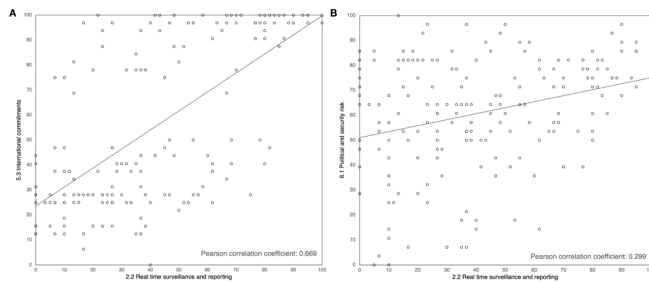 A
100
90
80
70
60
50
40
30
20
10
0
5.3 International commitments
0 10 20 30 40 50 60 70 80 90 100
2.2 Real time surveillance and reporting
Pearson correlation coefficient: 0.669
B
100
90
80
70
60
50
40
30
20
10
0
6.1 Political and security risk
0 10 20 30 40 50 60 70 80 90 100
2.2 Real time surveillance and reporting
Pearson correlation coefficient: 0.299